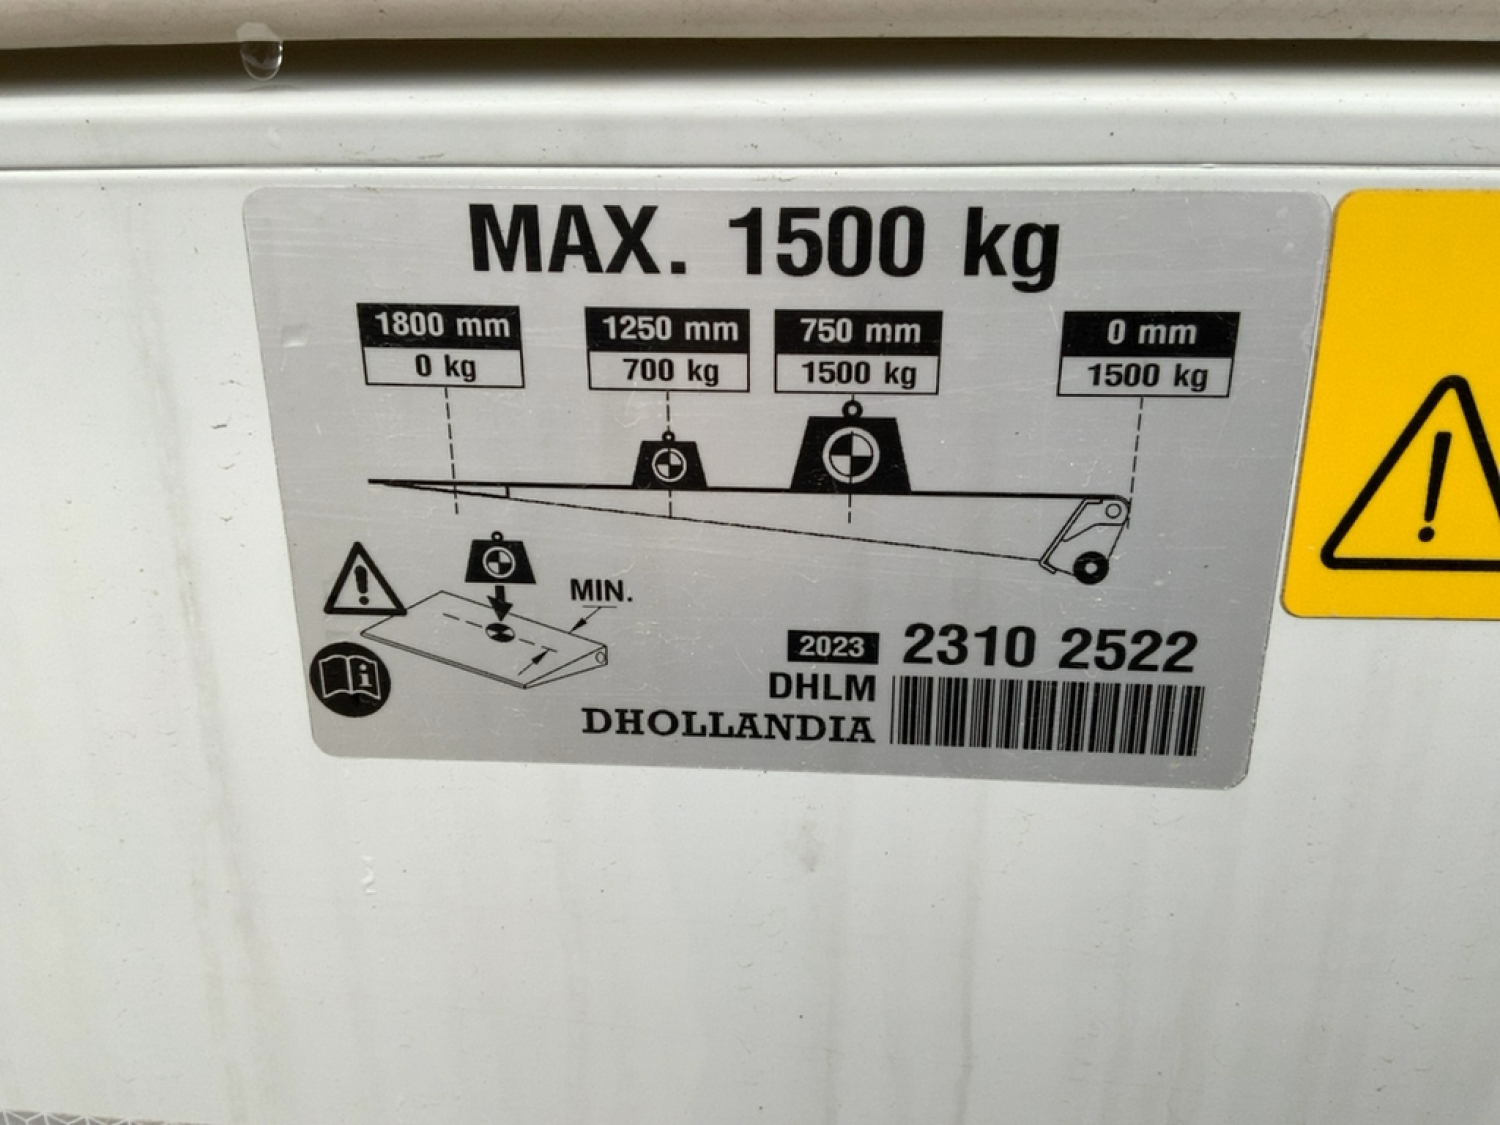 MAX. 1500 kg
1800 mm 1250 mm 750 mm 0 mm
0 kg 700 kg 1500 kg 1500 kg
MIN.
2023 2310 2522
DHLM
DHOLLANDIA